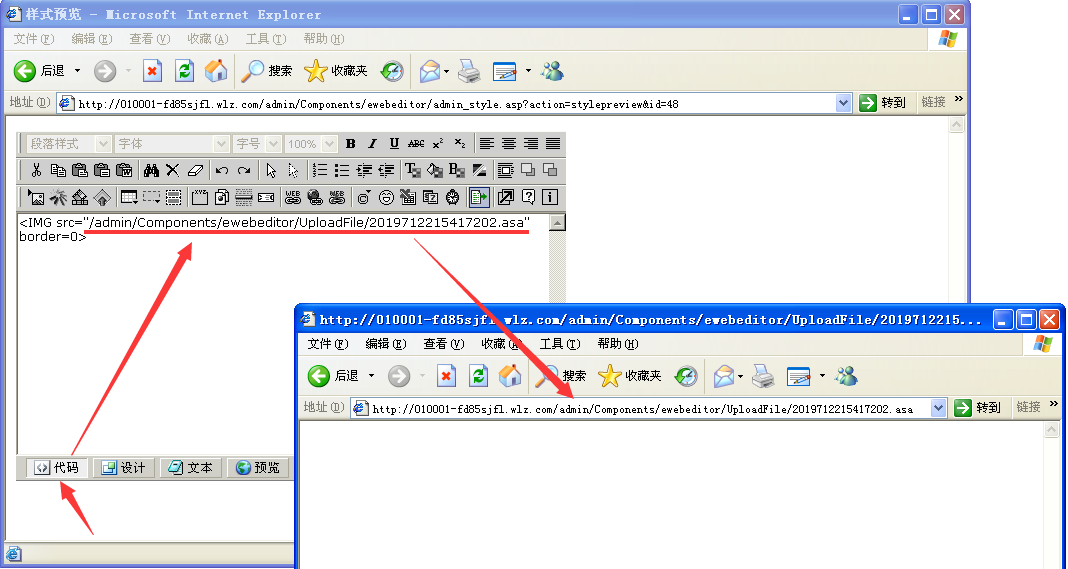 样式预览 - Microsoft Internet Explorer
文件(F) 编辑(E) 查看(V) 收藏(A) 工具(T) 帮助(H)
后退 搜索 收藏夹
地址(D) http://010001-fd85sjfl.wlz.com/admin/Components/ewebeditor/admin_style.asp?action=stylepreview&id=48 转到 链接 »
段落样式 字体 字号 100% B I U ABC x² x₂
<IMG src="/admin/Components/ewebeditor/UploadFile/2019712215417202.asa"
border=0>
代码 设计 文本 预览
http://010001-fd85sjfl.wlz.com/admin/Components/ewebeditor/UploadFile/2019712215...
文件(F) 编辑(E) 查看(V) 收藏(A) 工具(T) 帮助(H)
后退 搜索 收藏夹
地址(D) http://010001-fd85sjfl.wlz.com/admin/Components/ewebeditor/UploadFile/2019712215417202.asa 转到 链接 »